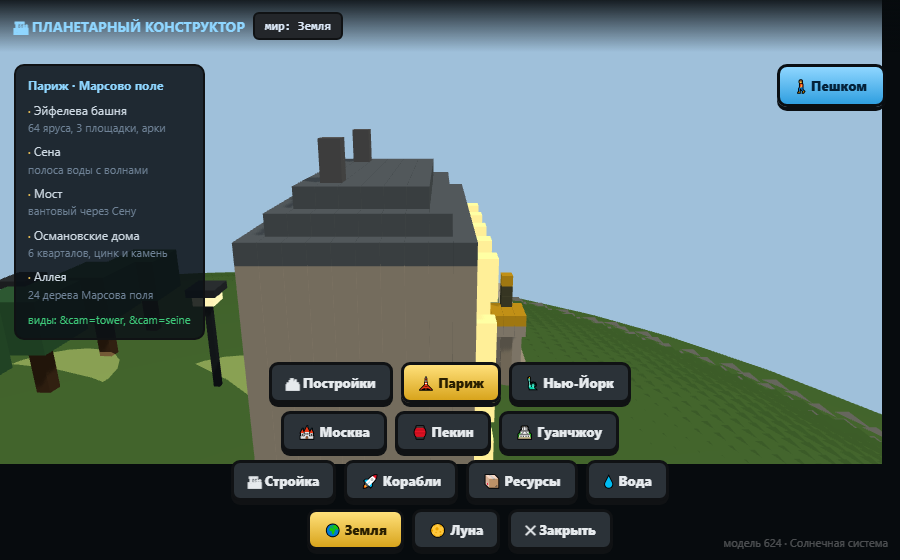 ПЛАНЕТАРНЫЙ КОНСТРУКТОР
мир: Земля
Париж · Марсово поле
· Эйфелева башня
64 яруса, 3 площадки, арки
· Сена
полоса воды с волнами
· Мост
вантовый через Сену
· Османовские дома
6 кварталов, цинк и камень
· Аллея
24 дерева Марсова поля
виды: &cam=tower, &cam=seine
Пешком
Постройки
Париж
Нью-Йорк
Москва
Пекин
Гуанчжоу
Стройка
Корабли
Ресурсы
Вода
Земля
Луна
Закрыть
модель 624 · Солнечная система